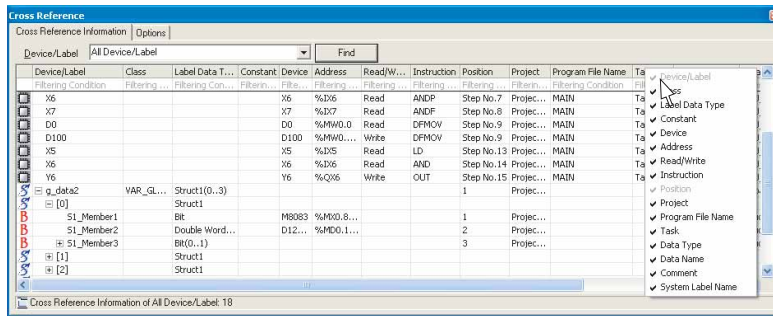 Cross Reference
Cross Reference Information Options
Device/Label All Device/Label Find
Device/Label Class Label Data T... Constant Device Address Read/W... Instruction Position Project Program File Name
Filtering Condition Filtering ... Filtering Con... Filterin... Filte... Filtering ... Filtering ... Filtering ... Filtering ... Filterin... Filtering Condition
X6 X6 %IX6 Read ANDP Step No.7 Projec... MAIN
X7 X7 %IX7 Read ANDF Step No.8 Projec... MAIN
D0 D0 %MW0.0 Read DFMOV Step No.9 Projec... MAIN
D100 D100 %MW0.... Write DFMOV Step No.9 Projec... MAIN
X5 X5 %IX5 Read LD Step No.13 Projec... MAIN
X6 X6 %IX6 Read AND Step No.14 Projec... MAIN
Y6 Y6 %QX6 Write OUT Step No.15 Projec... MAIN
g_data2 VAR_GL... Struct1(0..3) 1 Projec...
[0] Struct1
S1_Member1 Bit M8083 %MX0.8... 1 Projec...
S1_Member2 Double Word... D12... %MD0.1... 2 Projec...
S1_Member3 Bit(0..1) 3 Projec...
[1] Struct1
[2] Struct1
Device/Label
Label Data Type
Constant
Device
Address
Read/Write
Instruction
Position
Project
Program File Name
Task
Data Type
Data Name
Comment
System Label Name
Cross Reference Information of All Device/Label: 18